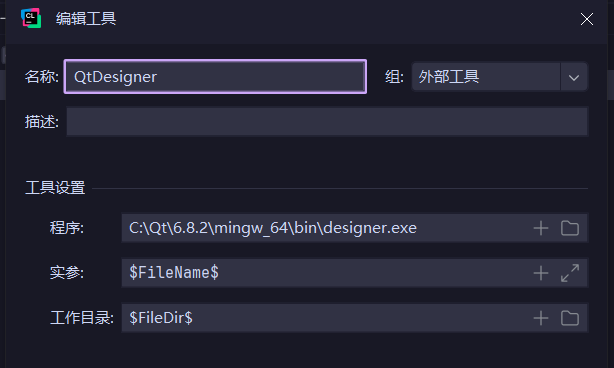 CL 编辑工具
名称: QtDesigner 组: 外部工具
描述:
工具设置
程序: C:\Qt\6.8.2\mingw_64\bin\designer.exe
实参: $FileName$
工作目录: $FileDir$